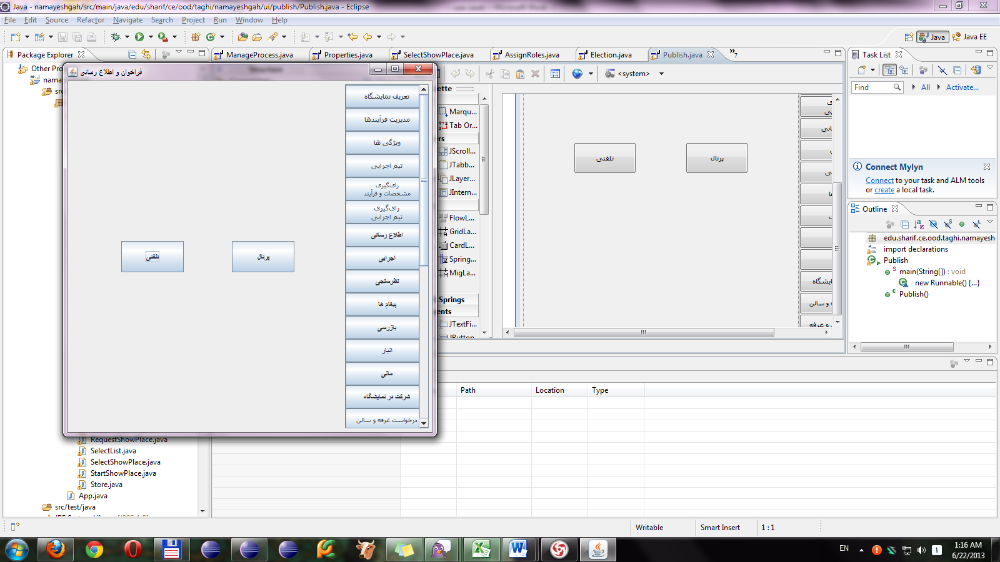 Java - namayeshgah/src/main/java/edu/sharif/ce/ood/taghi/namayeshgah/ui/publish/Publish.java - Eclipse
File Edit Source Refactor Navigate Search Project Run Window Help
Java Java EE
Package Explorer
ManageProcess.java Properties.java SelectShowPlace.java AssignRoles.java Election.java Publish.java »7
Task List
<system>
Find All Activate...
Other Pro
nama
src
فراخوان و اطلاع رسانی
تعریف نمایشگاه
مدیریت فرآیندها
ویژگی ها
تیم اجرایی
رای‌گیری
مشخصات و فرآیند
رای‌گیری
تیم اجرایی
اطلاع رسانی
اجرایی
نظرسنجی
پیغام ها
بازرسی
انبار
مالی
شرکت در نمایشگاه
درخواست غرفه و سالن
تلفنی
پرتال
ette
Marqu...
Tab Or...
ers
JScroll...
JTabb...
JLayer...
JIntern...
FlowL...
GridLa...
CardL...
Spring...
MigLa...
Springs
ents
JTextFi...
JButton
تلفنی
پرتال
ی
یی
انی
ی
یی
ها
ی
ایشگاه
ه و سالن
و غرفه
Connect Mylyn
Connect to your task and ALM tools
or create a local task.
Outline
edu.sharif.ce.ood.taghi.namayesh
import declarations
Publish
main(String[]) : void
new Runnable() {...}
Publish()
Path Location Type
RequestShowPlace.java
SelectList.java
SelectShowPlace.java
StartShowPlace.java
Store.java
App.java
src/test/java
Writable Smart Insert 1 : 1
EN
1:16 AM
6/22/2013